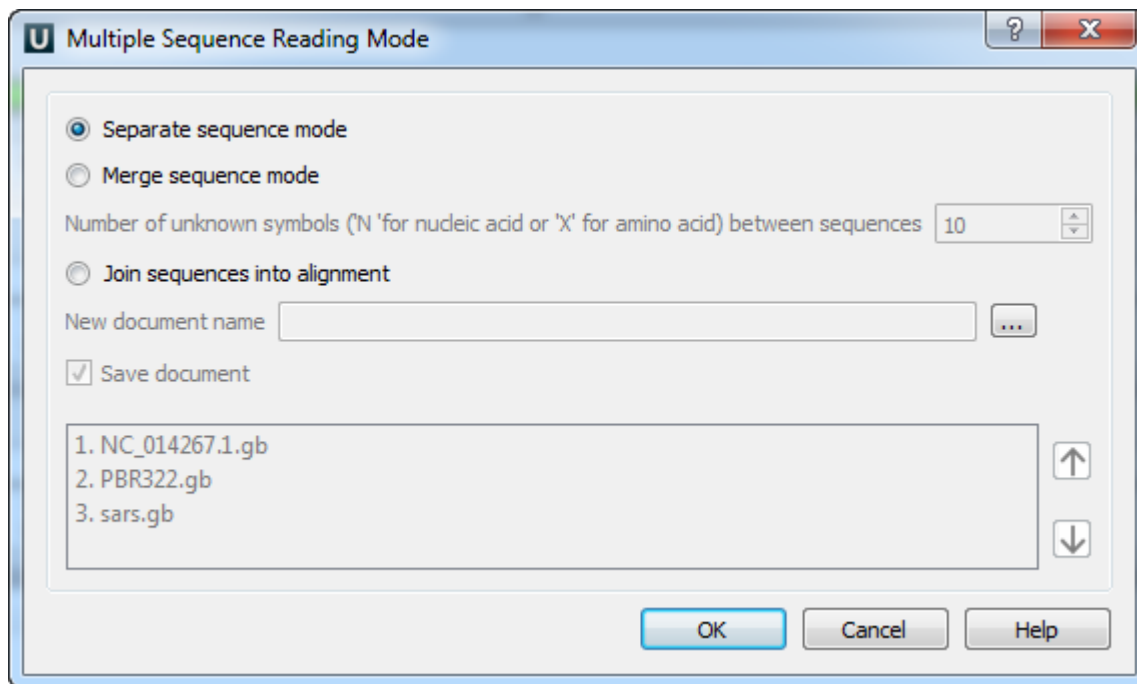 U Multiple Sequence Reading Mode
Separate sequence mode
Merge sequence mode
Number of unknown symbols ('N 'for nucleic acid or 'X' for amino acid) between sequences 10
Join sequences into alignment
New document name ...
Save document
1. NC_014267.1.gb
2. PBR322.gb
3. sars.gb
OK Cancel Help